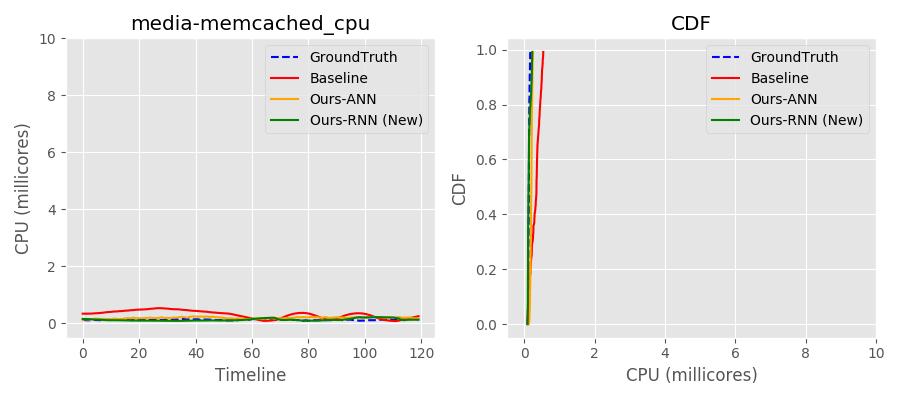 media-memcached_cpu
CPU (millicores)
10
8
6
4
2
0
0 20 40 60 80 100 120
Timeline
GroundTruth
Baseline
Ours-ANN
Ours-RNN (New)
CDF
CDF
1.0
0.8
0.6
0.4
0.2
0.0
0 2 4 6 8 10
CPU (millicores)
GroundTruth
Baseline
Ours-ANN
Ours-RNN (New)